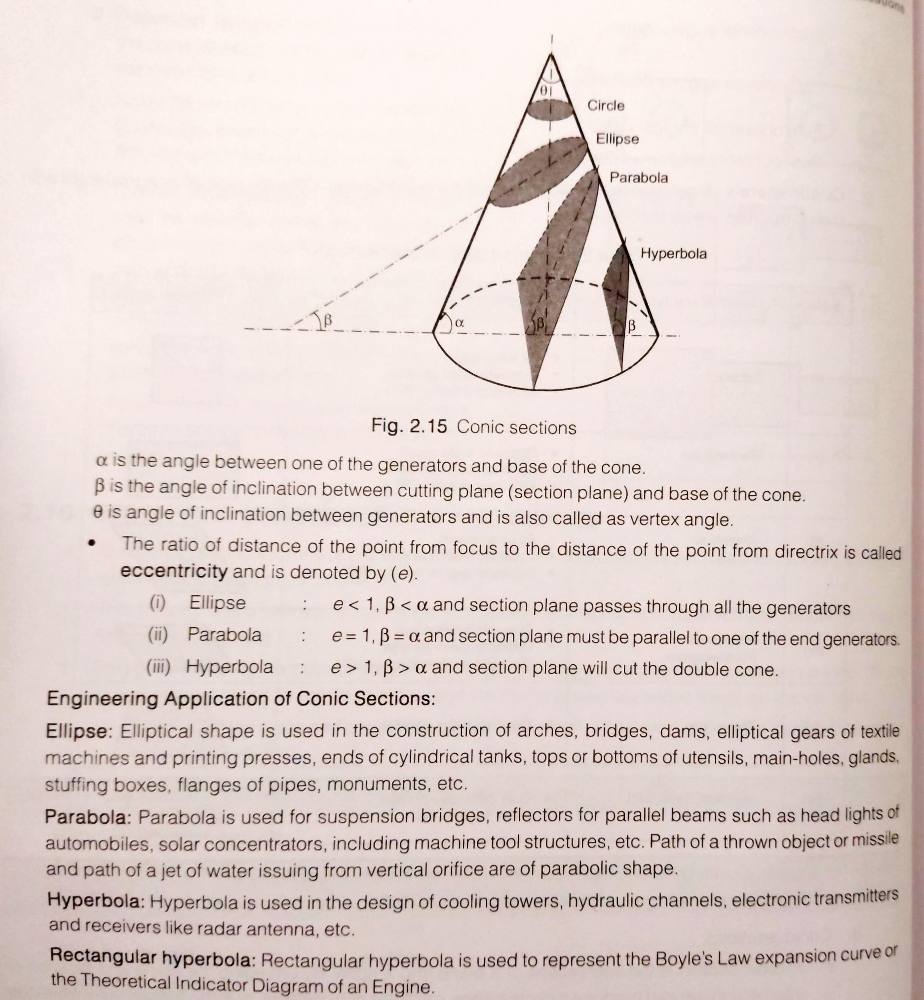 θ
Circle
Ellipse
Parabola
Hyperbola
β
α
β
β
Fig. 2.15 Conic sections
α is the angle between one of the generators and base of the cone.
β is the angle of inclination between cutting plane (section plane) and base of the cone.
θ is angle of inclination between generators and is also called as vertex angle.
• The ratio of distance of the point from focus to the distance of the point from directrix is called
eccentricity and is denoted by (e).
(i) Ellipse : e < 1, β < α and section plane passes through all the generators
(ii) Parabola : e = 1, β = α and section plane must be parallel to one of the end generators.
(iii) Hyperbola : e > 1, β > α and section plane will cut the double cone.
Engineering Application of Conic Sections:
Ellipse: Elliptical shape is used in the construction of arches, bridges, dams, elliptical gears of textile
machines and printing presses, ends of cylindrical tanks, tops or bottoms of utensils, main-holes, glands,
stuffing boxes, flanges of pipes, monuments, etc.
Parabola: Parabola is used for suspension bridges, reflectors for parallel beams such as head lights of
automobiles, solar concentrators, including machine tool structures, etc. Path of a thrown object or missile
and path of a jet of water issuing from vertical orifice are of parabolic shape.
Hyperbola: Hyperbola is used in the design of cooling towers, hydraulic channels, electronic transmitters
and receivers like radar antenna, etc.
Rectangular hyperbola: Rectangular hyperbola is used to represent the Boyle's Law expansion curve or
the Theoretical Indicator Diagram of an Engine.